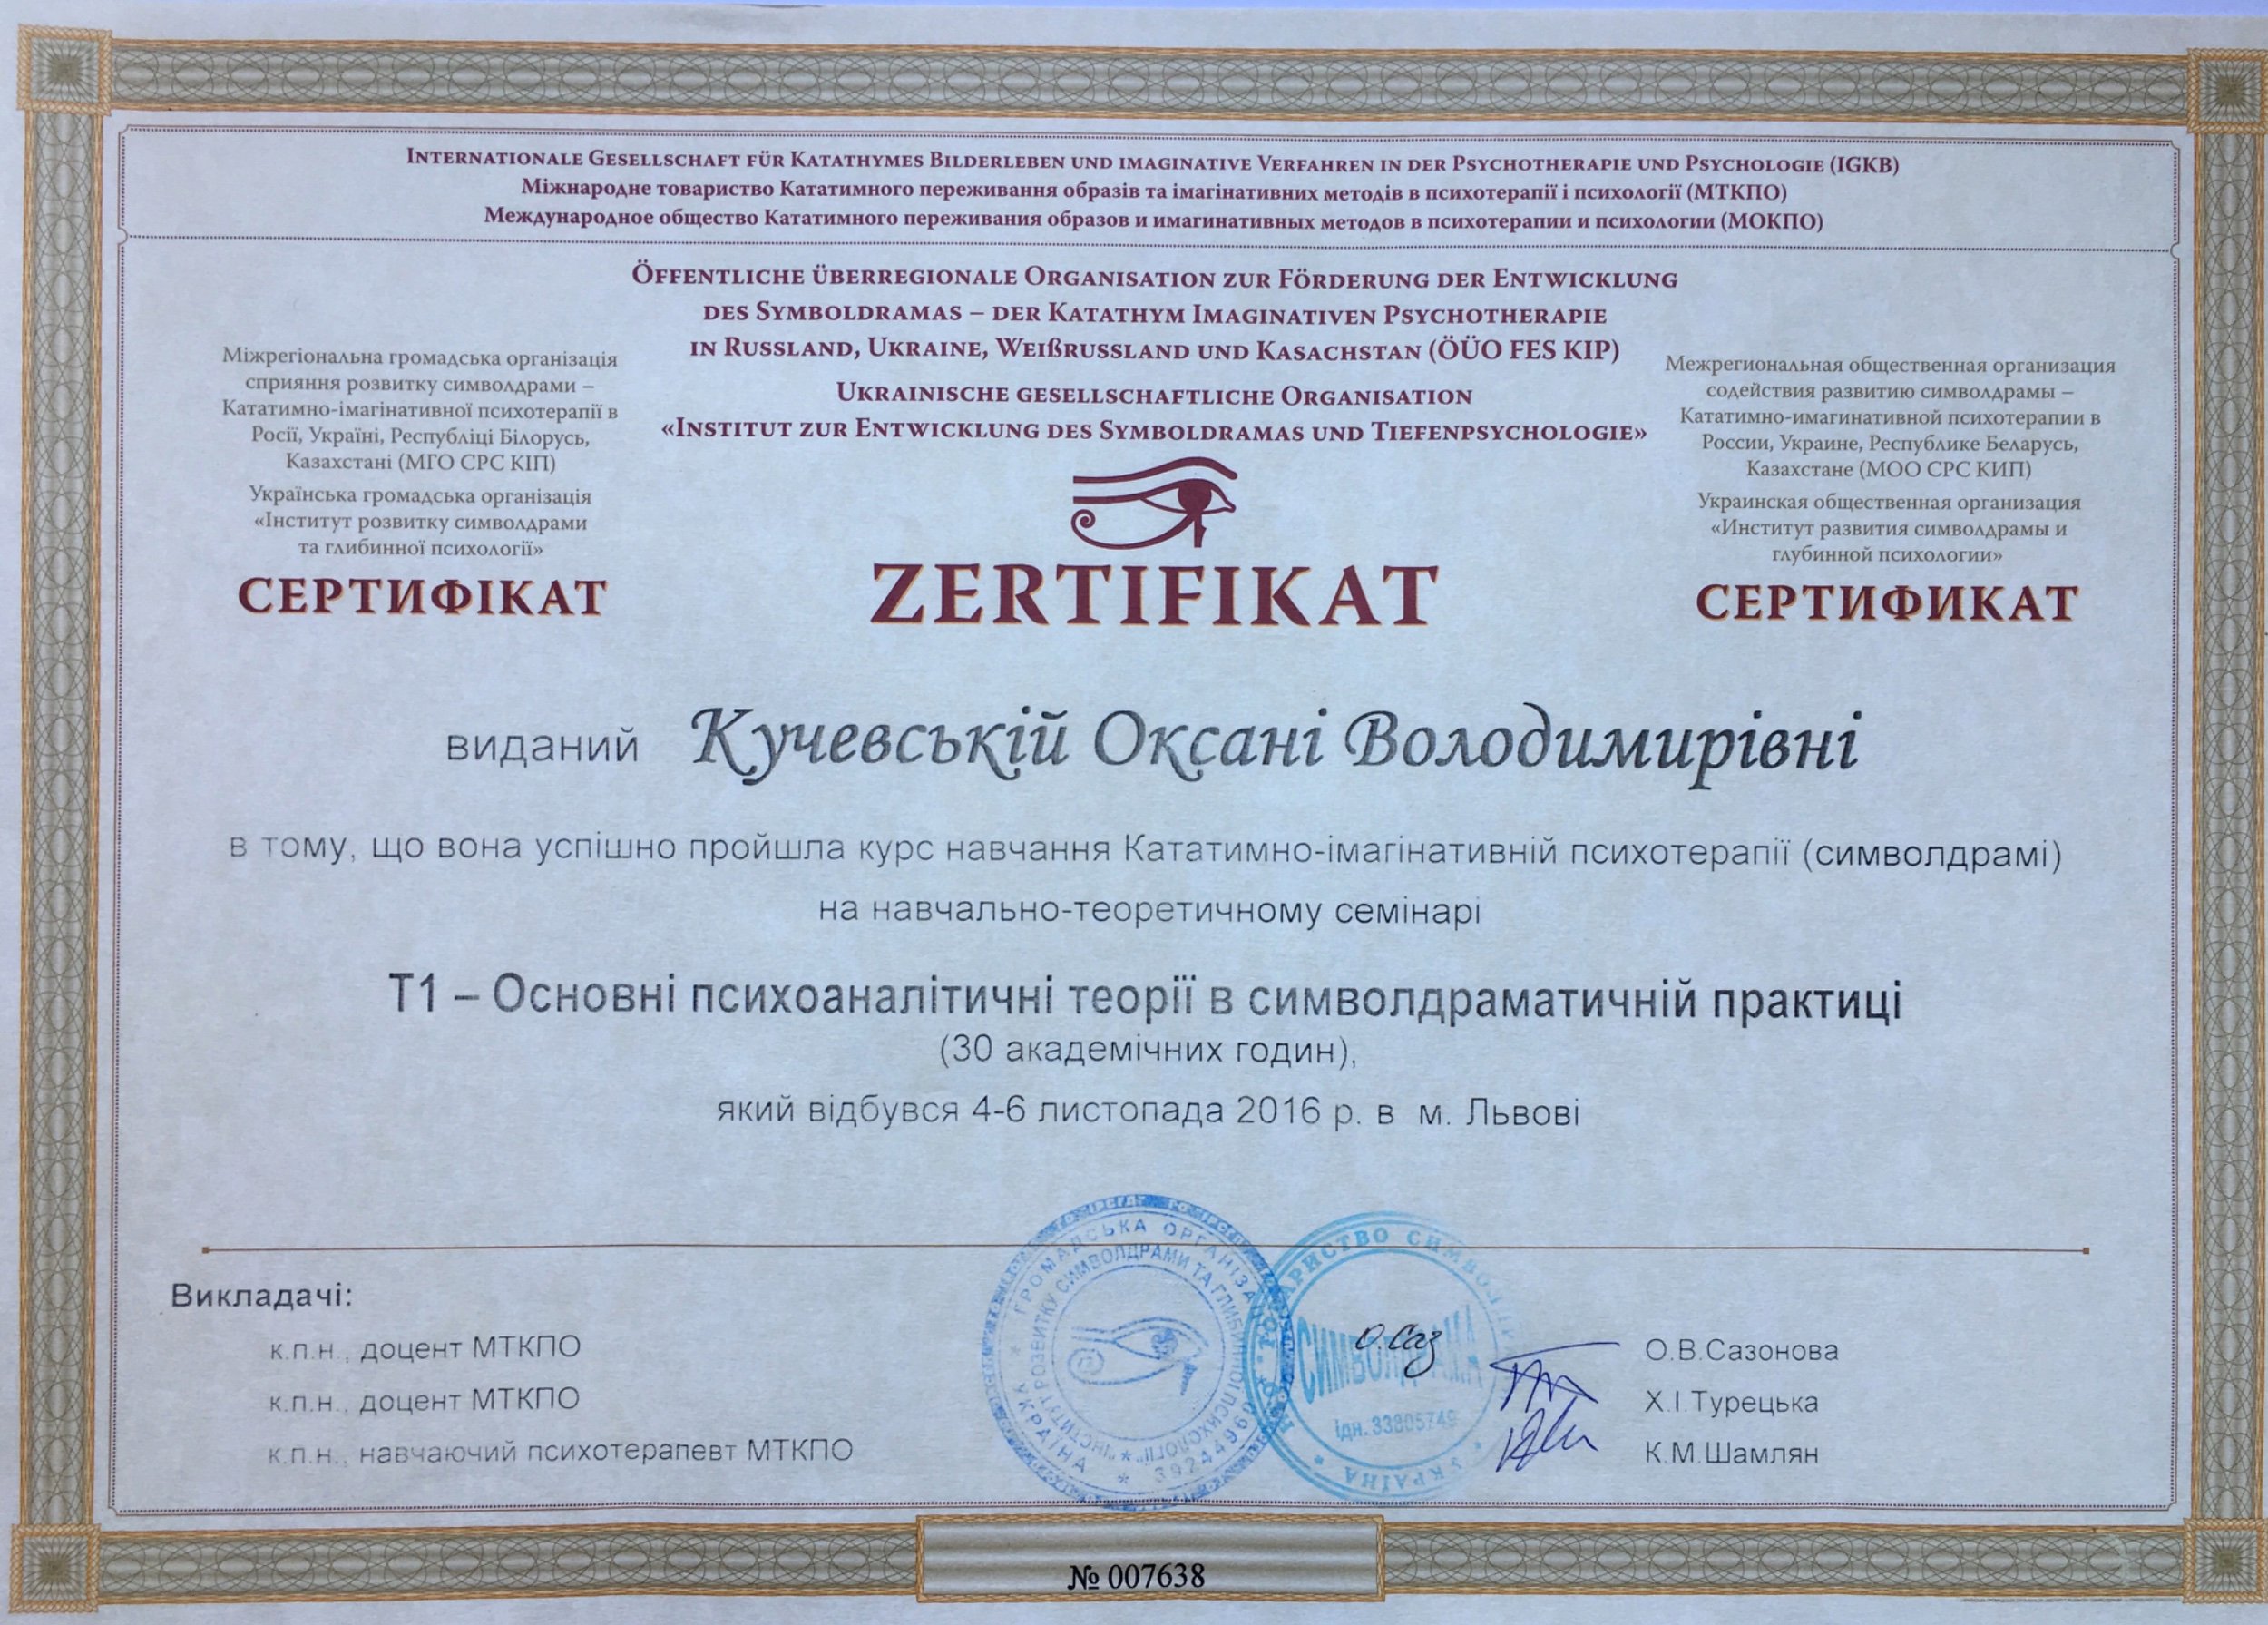 Internationale Gesellschaft für Katathymes Bilderleben und imaginative Verfahren in der Psychotherapie und Psychologie (IGKB)
Міжнародне товариство Кататимного переживання образів та імагінативних методів в психотерапії і психології (МТКПО)
Международное общество Кататимного переживания образов и имагинативных методов в психотерапии и психологии (МОКПО)
Öffentliche überregionale Organisation zur Förderung der Entwicklung
des Symboldramas – der Katathym Imaginativen Psychotherapie
in Russland, Ukraine, Weißrussland und Kasachstan (ÖÜO FES KIP)
Ukrainische gesellschaftliche Organisation
«Institut zur Entwicklung des Symboldramas und Tiefenpsychologie»
Міжрегіональна громадська організація
сприяння розвитку символдрами –
Кататимно-імагінативної психотерапії в
Росії, Україні, Республіці Білорусь,
Казахстані (МГО СРС КІП)
Українська громадська організація
«Інститут розвитку символдрами
та глибинної психології»
СЕРТИФІКАТ
ZERTIFIKAT
Межрегиональная общественная организация
содействия развитию символдрамы –
Кататимно-имагинативной психотерапии в
России, Украине, Республике Беларусь,
Казахстане (МОО СРС КИП)
Украинская общественная организация
«Институт развития символдрамы и
глубинной психологии»
СЕРТИФИКАТ
виданий Кучевській Оксані Володимирівні
в тому, що вона успішно пройшла курс навчання Кататимно-імагінативній психотерапії (символдрамі)
на навчально-теоретичному семінарі
Т1 – Основні психоаналітичні теорії в символдраматичній практиці
(30 академічних годин),
який відбувся 4-6 листопада 2016 р. в м. Львові
Викладачі:
к.п.н., доцент МТКПО О.В.Сазонова
к.п.н., доцент МТКПО Х.І.Турецька
к.п.н., навчаючий психотерапевт МТКПО К.М.Шамлян
ГРОМАДСЬКА ОРГАНІЗА
УКРАЇНА
СИМВОЛДРАМА
Ідн. 33805749
УКРАЇНА
О.Саз
№ 007638